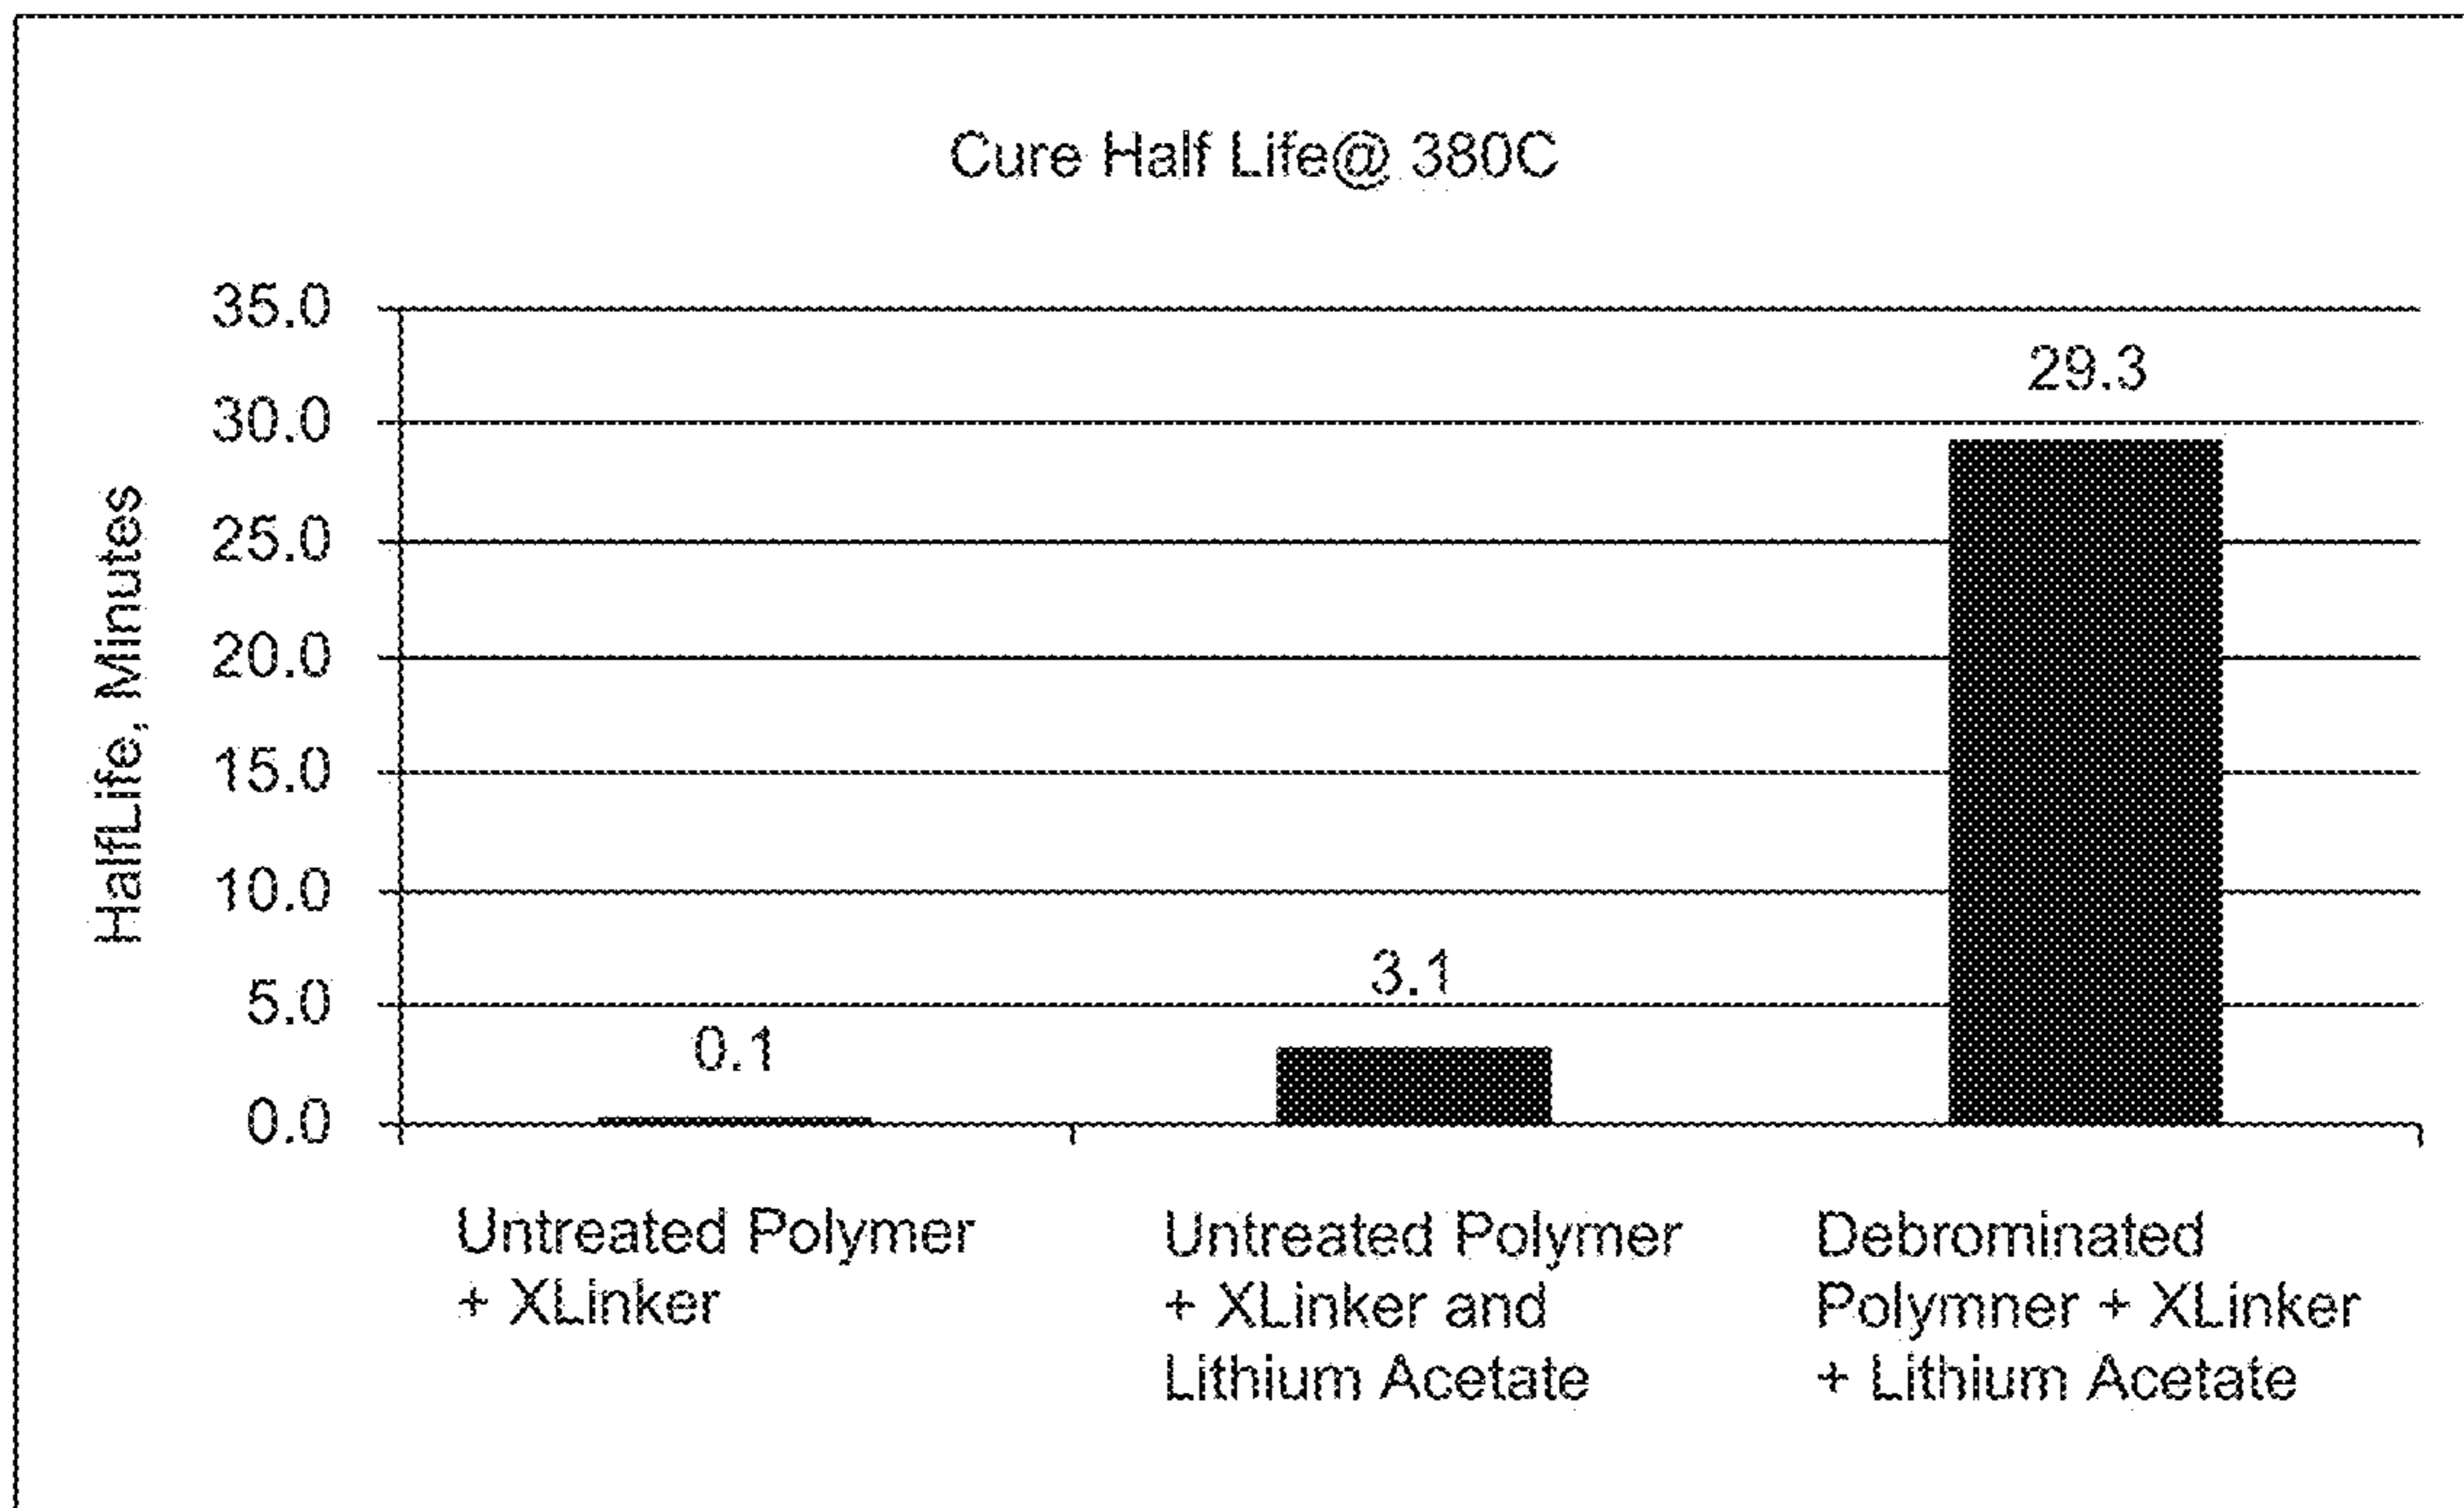 Cure Half Life@ 380C
HalfLife, Minutes
35.0
30.0
25.0
20.0
15.0
10.0
5.0
0.0
0.1
3.1
29.3
Untreated Polymer
+ XLinker
Untreated Polymer
+ XLinker and
Lithium Acetate
Debrominated
Polymner + XLinker
+ Lithium Acetate